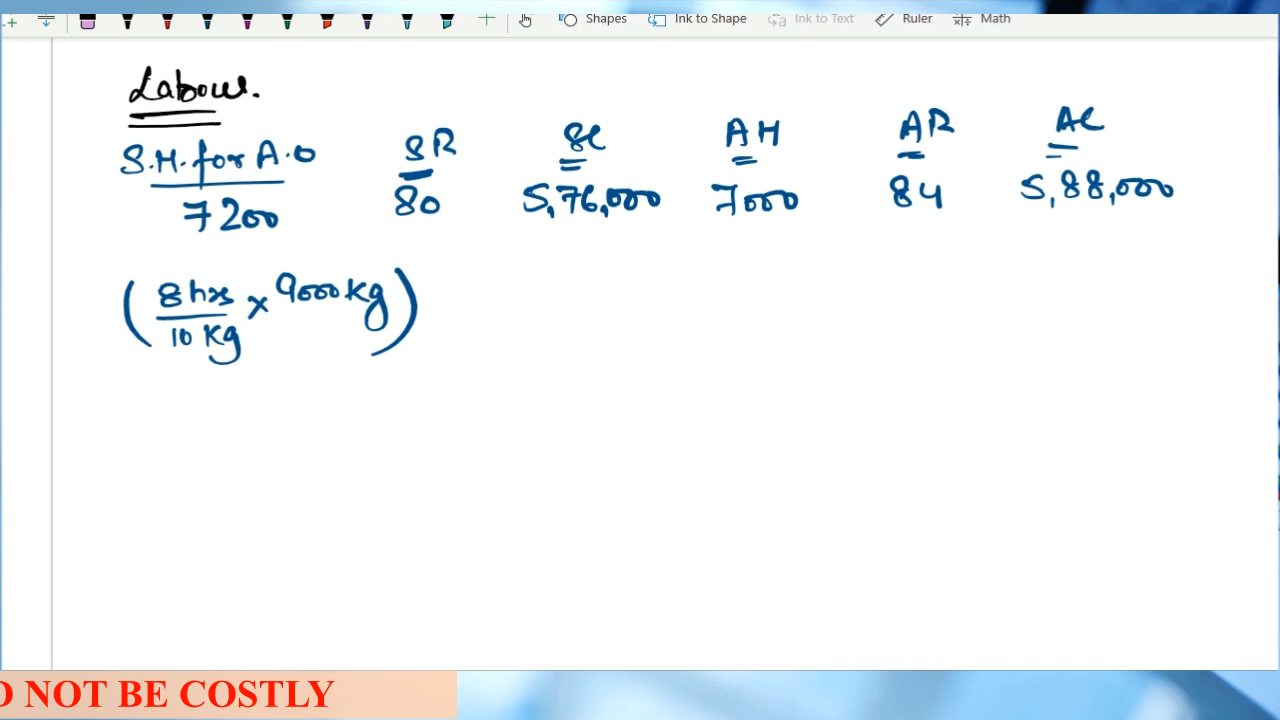 Shapes Ink to Shape Ink to Text Ruler Math
Labour.
S.H. for A.O SR SC AH AR AC
7200 80 5,76,000 7000 84 5,88,000
( 8 hrs / 10 Kg × 9000 Kg )
D NOT BE COSTLY